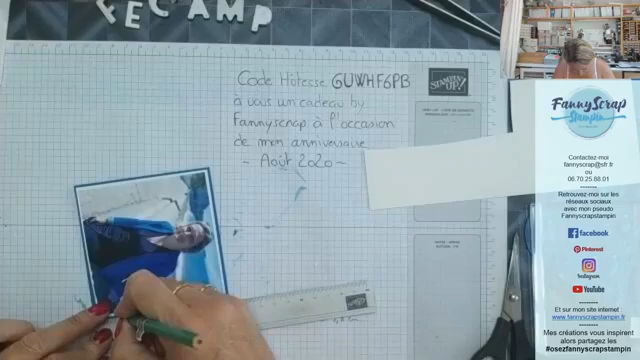 FECAMP
Code Hôtesse GUWHF6PB
à vous un cadeau by
Fannyscrap à l'occasion
de mon anniversaire
~ Août 2020 ~
STAMPIN' UP!
FannyScrap
Stampin
Contactez-moi
fannyscrap@sfr.fr
ou
06.70.25.68.01
--------
Retrouvez-moi sur les
réseaux sociaux
avec mon pseudo
Fannyscrapstampin
facebook
Pinterest
Instagram
YouTube
--------
Et sur mon site internet :
www.fannyscrapstampin.fr
--------
Mes créations vous inspirent
alors partagez les
#osezfannyscrapstampin